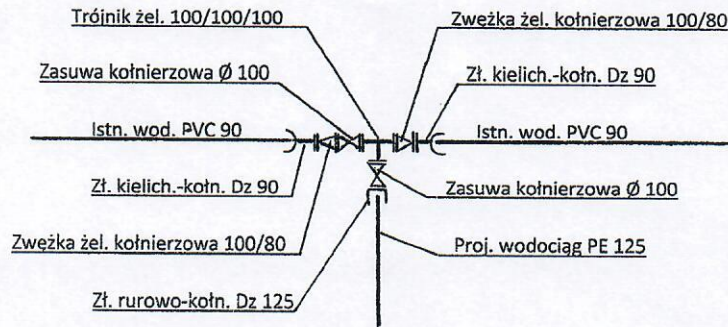 Trójnik żel. 100/100/100
Zwężka żel. kołnierzowa 100/80
Zasuwa kołnierzowa Ø 100
Zł. kielich.-kołn. Dz 90
Istn. wod. PVC 90
Istn. wod. PVC 90
Zł. kielich.-kołn. Dz 90
Zasuwa kołnierzowa Ø 100
Zwężka żel. kołnierzowa 100/80
Proj. wodociąg PE 125
Zł. rurowo-kołn. Dz 125